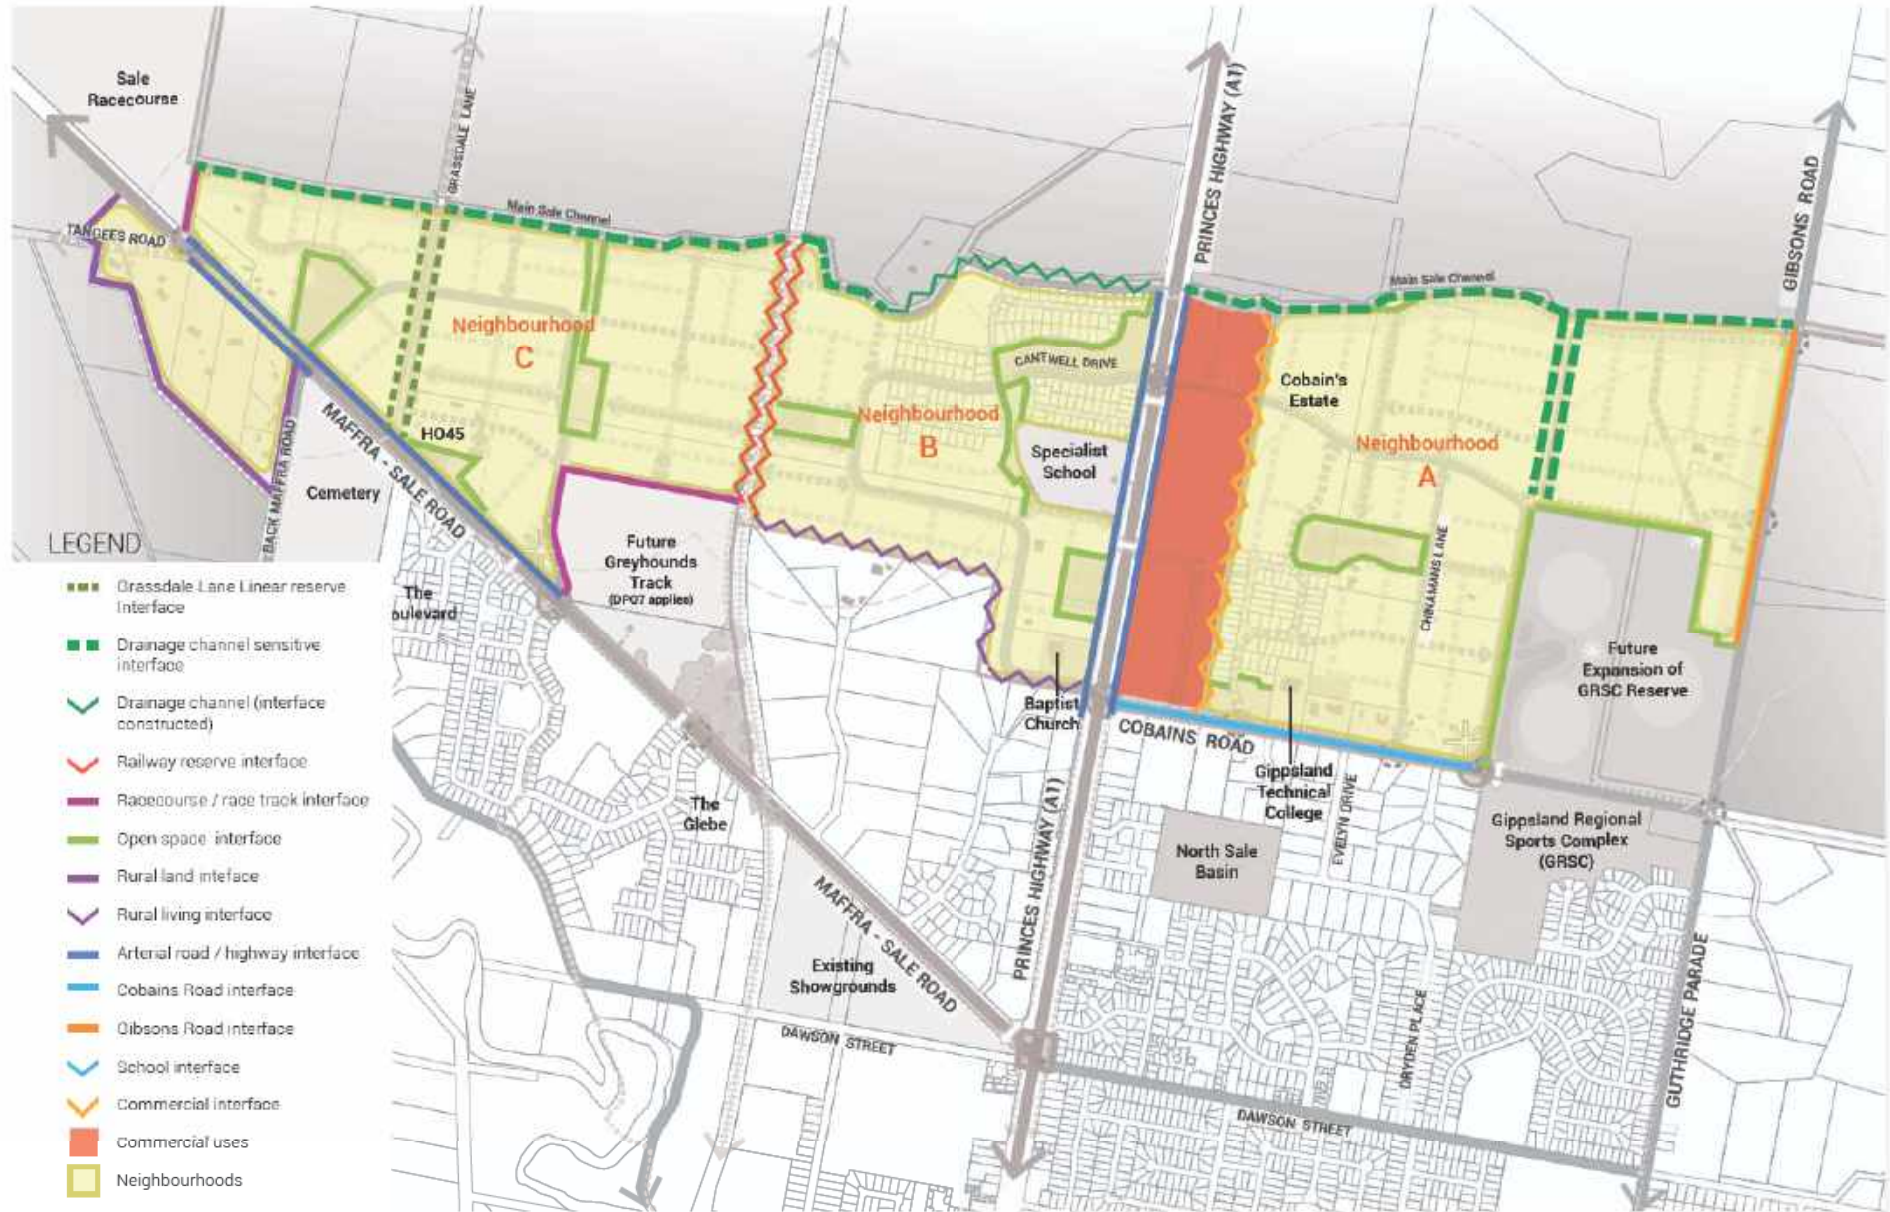 Sale
Racecourse
GRASSDALE LANE
PRINCES HIGHWAY (A1)
GIBSONS ROAD
TANGEES ROAD
Main Sale Channel
Main Sale Channel
Neighbourhood
C
CANTWELL DRIVE
Cobain's
Estate
Neighbourhood
B
Neighbourhood
A
Specialist
School
HO45
MAFFRA - SALE ROAD
BACK MAFFRA ROAD
Cemetery
Future
Greyhounds
Track
(DPO7 applies)
CHINAMANS LANE
Future
Expansion of
GRSC Reserve
The
oulevard
Baptist
Church
COBAINS ROAD
Gippsland
Technical
College
EVELYN DRIVE
The
Glebe
PRINCES HIGHWAY (A1)
North Sale
Basin
Gippsland Regional
Sports Complex
(GRSC)
MAFFRA - SALE ROAD
Existing
Showgrounds
DAWSON STREET
DRYDEN PLACE
GUTHRIDGE PARADE
DAWSON STREET
LEGEND
Grassdale Lane Linear reserve
Interface
Drainage channel sensitive
interface
Drainage channel (interface
constructed)
Railway reserve interface
Racecourse / race track interface
Open space interface
Rural land inteface
Rural living interface
Arterial road / highway interface
Cobains Road interface
Gibsons Road interface
School interface
Commercial interface
Commercial uses
Neighbourhoods